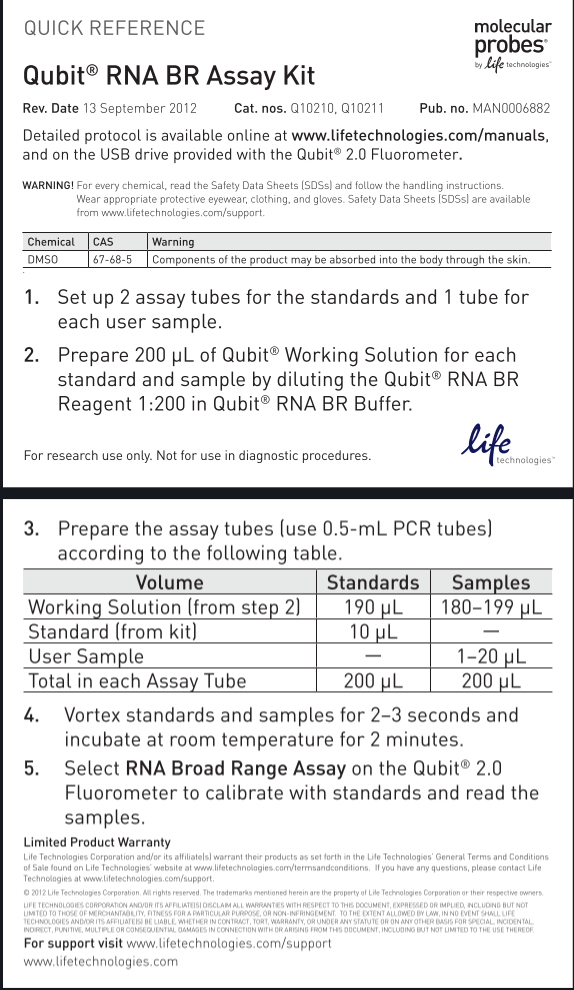 QUICK REFERENCE
molecular
probes®
by life technologies™
Qubit® RNA BR Assay Kit
Rev. Date 13 September 2012 Cat. nos. Q10210, Q10211 Pub. no. MAN0006882
Detailed protocol is available online at www.lifetechnologies.com/manuals,
and on the USB drive provided with the Qubit® 2.0 Fluorometer.
WARNING! For every chemical, read the Safety Data Sheets (SDSs) and follow the handling instructions.
Wear appropriate protective eyewear, clothing, and gloves. Safety Data Sheets (SDSs) are available
from www.lifetechnologies.com/support.
Chemical CAS Warning
DMSO 67-68-5 Components of the product may be absorbed into the body through the skin.
1. Set up 2 assay tubes for the standards and 1 tube for
each user sample.
2. Prepare 200 µL of Qubit® Working Solution for each
standard and sample by diluting the Qubit® RNA BR
Reagent 1:200 in Qubit® RNA BR Buffer.
For research use only. Not for use in diagnostic procedures.
life
technologies™
3. Prepare the assay tubes (use 0.5-mL PCR tubes)
according to the following table.
Volume Standards Samples
Working Solution (from step 2) 190 µL 180–199 µL
Standard (from kit) 10 µL —
User Sample — 1–20 µL
Total in each Assay Tube 200 µL 200 µL
4. Vortex standards and samples for 2–3 seconds and
incubate at room temperature for 2 minutes.
5. Select RNA Broad Range Assay on the Qubit® 2.0
Fluorometer to calibrate with standards and read the
samples.
Limited Product Warranty
Life Technologies Corporation and/or its affiliate(s) warrant their products as set forth in the Life Technologies' General Terms and Conditions
of Sale found on Life Technologies' website at www.lifetechnologies.com/termsandconditions. If you have any questions, please contact Life
Technologies at www.lifetechnologies.com/support.
© 2012 Life Technologies Corporation. All rights reserved. The trademarks mentioned herein are the property of Life Technologies Corporation or their respective owners.
LIFE TECHNOLOGIES CORPORATION AND/OR ITS AFFILIATE(S) DISCLAIM ALL WARRANTIES WITH RESPECT TO THIS DOCUMENT, EXPRESSED OR IMPLIED, INCLUDING BUT NOT
LIMITED TO THOSE OF MERCHANTABILITY, FITNESS FOR A PARTICULAR PURPOSE, OR NON-INFRINGEMENT. TO THE EXTENT ALLOWED BY LAW, IN NO EVENT SHALL LIFE
TECHNOLOGIES AND/OR ITS AFFILIATE(S) BE LIABLE, WHETHER IN CONTRACT, TORT, WARRANTY, OR UNDER ANY STATUTE OR ON ANY OTHER BASIS FOR SPECIAL, INCIDENTAL,
INDIRECT, PUNITIVE, MULTIPLE OR CONSEQUENTIAL DAMAGES IN CONNECTION WITH OR ARISING FROM THIS DOCUMENT, INCLUDING BUT NOT LIMITED TO THE USE THEREOF.
For support visit www.lifetechnologies.com/support
www.lifetechnologies.com